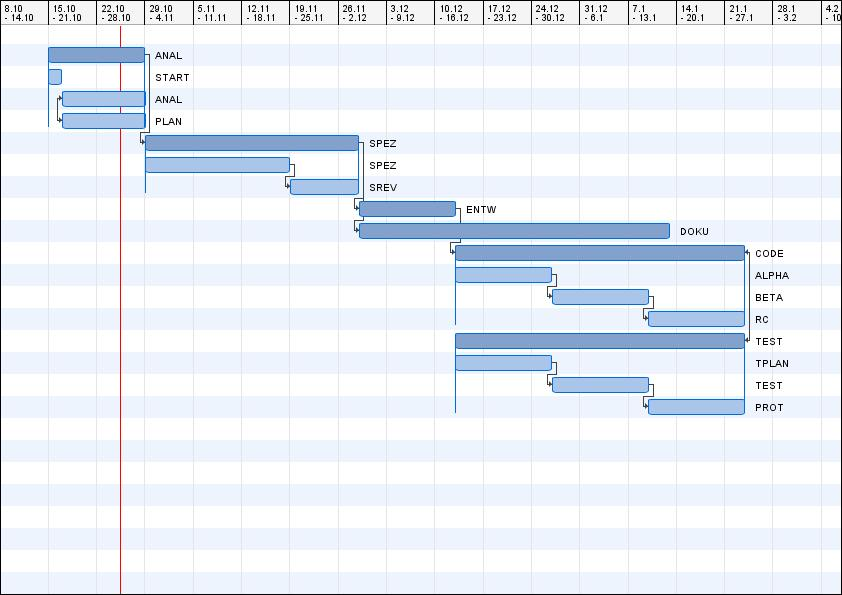 8.10 15.10 22.10 29.10 5.11 12.11 19.11 26.11 3.12 10.12 17.12 24.12 31.12 7.1 14.1 21.1 28.1 4.2
- 14.10 - 21.10 - 28.10 - 4.11 - 11.11 - 18.11 - 25.11 - 2.12 - 9.12 - 16.12 - 23.12 - 30.12 - 6.1 - 13.1 - 20.1 - 27.1 - 3.2 - 10
ANAL
START
ANAL
PLAN
SPEZ
SPEZ
SREV
ENTW
DOKU
CODE
ALPHA
BETA
RC
TEST
TPLAN
TEST
PROT